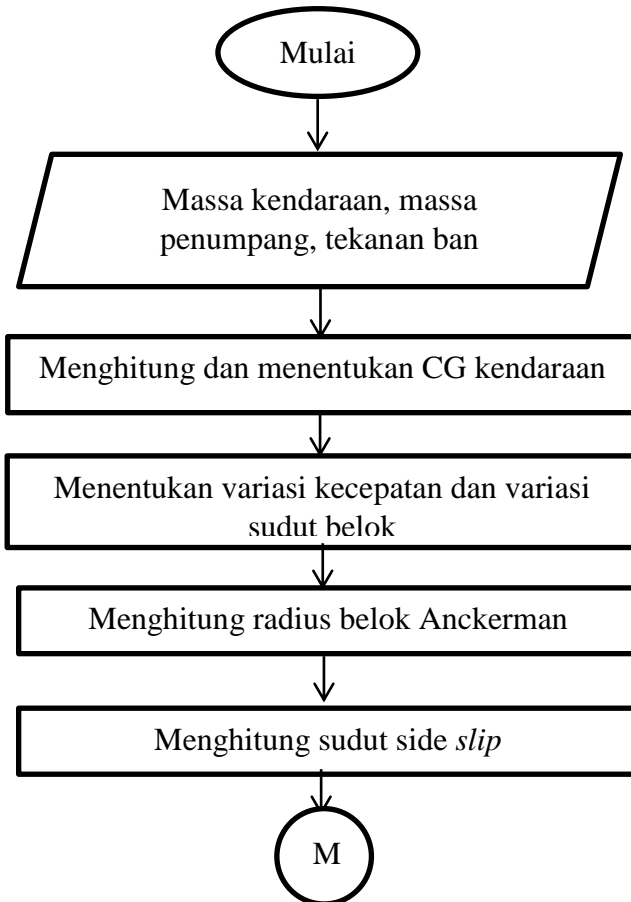 Mulai
Massa kendaraan, massa
penumpang, tekanan ban
Menghitung dan menentukan CG kendaraan
Menentukan variasi kecepatan dan variasi
sudut belok
Menghitung radius belok Anckerman
Menghitung sudut side slip
M